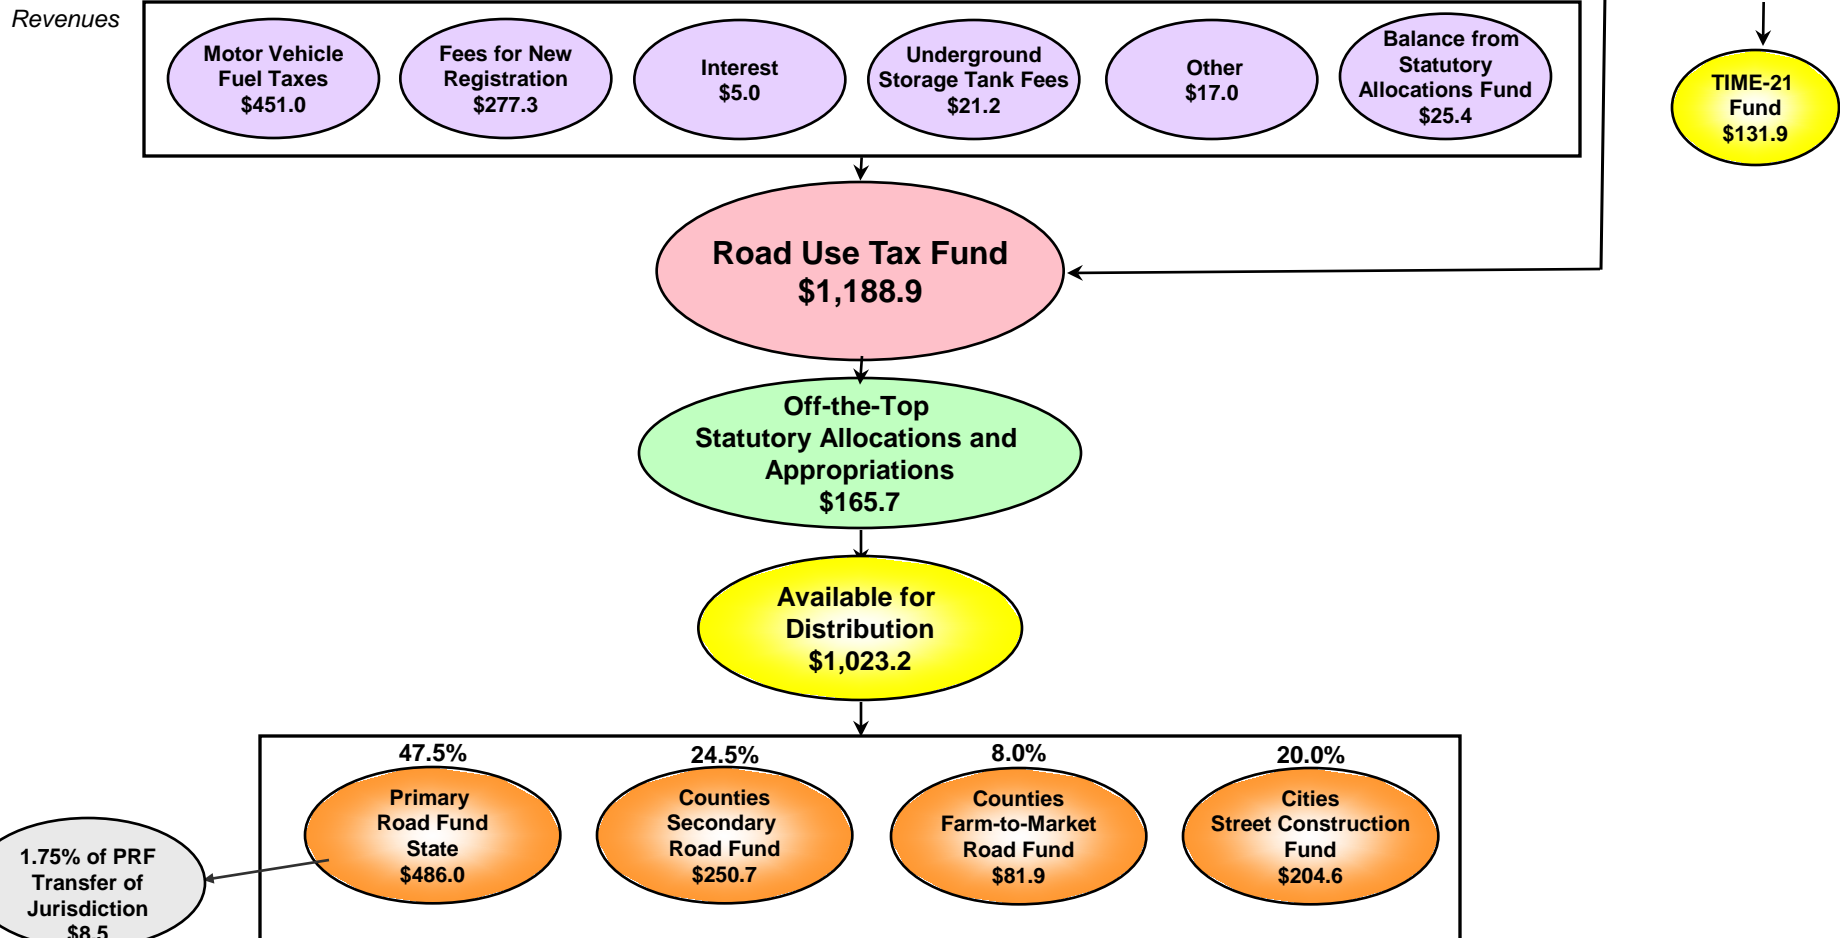 Revenues
Motor Vehicle
Fuel Taxes
$451.0
Fees for New
Registration
$277.3
Interest
$5.0
Underground
Storage Tank Fees
$21.2
Other
$17.0
Balance from
Statutory
Allocations Fund
$25.4
TIME-21
Fund
$131.9
Road Use Tax Fund
$1,188.9
Off-the-Top
Statutory Allocations and
Appropriations
$165.7
Available for
Distribution
$1,023.2
47.5%
Primary
Road Fund
State
$486.0
24.5%
Counties
Secondary
Road Fund
$250.7
8.0%
Counties
Farm-to-Market
Road Fund
$81.9
20.0%
Cities
Street Construction
Fund
$204.6
1.75% of PRF
Transfer of
Jurisdiction
$8.5